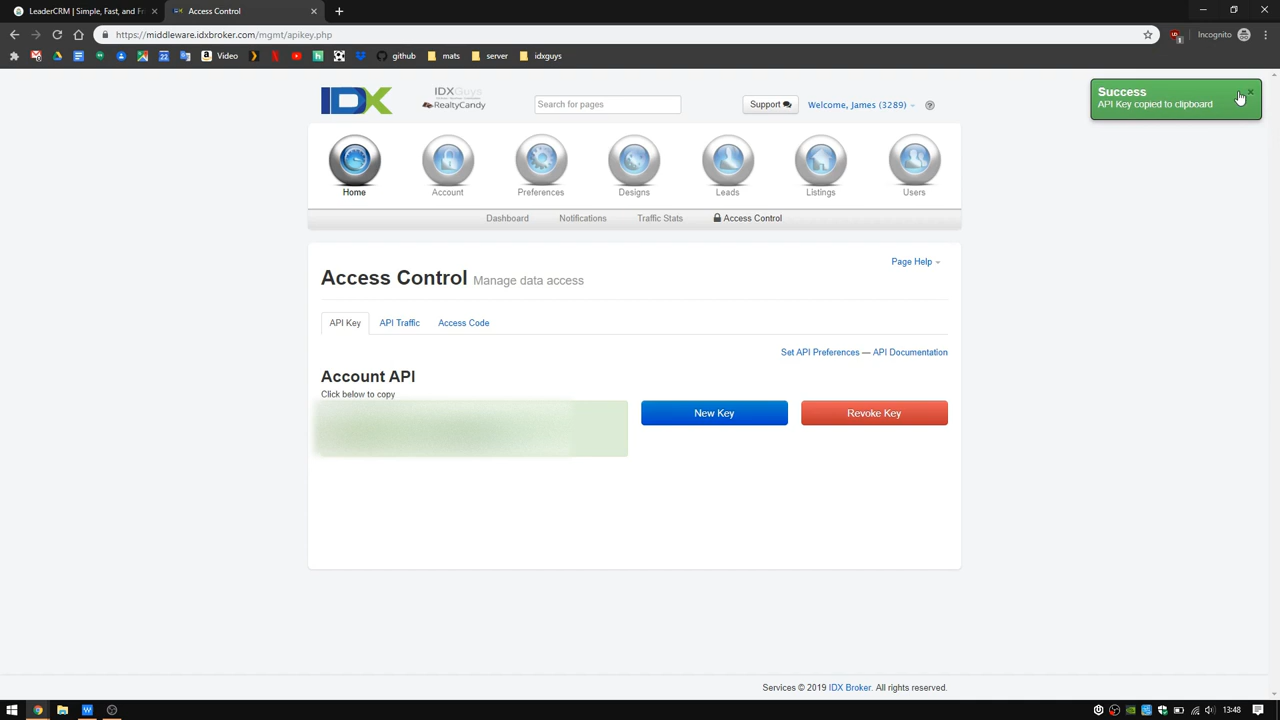 LeaderCRM | Simple, Fast, and Fr
Access Control
https://middleware.idxbroker.com/mgmt/apikey.php
Incognito
Video
github
mats
server
idxguys
IDX
IDXGuys
RealtyCandy
Search for pages
Support
Welcome, James (3289)
Success
API Key copied to clipboard
Home
Account
Preferences
Designs
Leads
Listings
Users
Dashboard
Notifications
Traffic Stats
Access Control
Page Help
Access Control Manage data access
API Key
API Traffic
Access Code
Set API Preferences — API Documentation
Account API
Click below to copy
New Key
Revoke Key
Services © 2019 IDX Broker. All rights reserved.
13:48